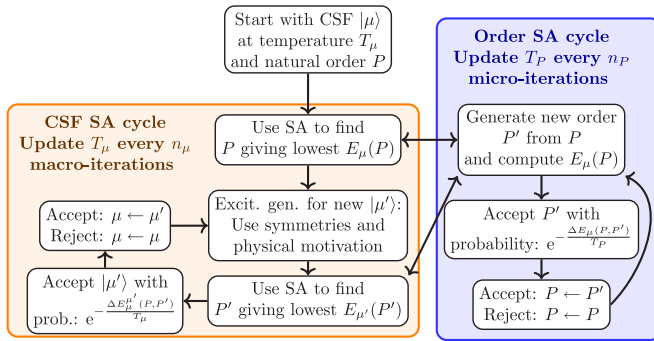 Start with CSF |μ⟩
at temperature T_μ
and natural order P
CSF SA cycle
Update T_μ every n_μ
macro-iterations
Use SA to find
P giving lowest E_μ(P)
Excit. gen. for new |μ'⟩:
Use symmetries and
physical motivation
Use SA to find
P' giving lowest E_μ'(P')
Accept |μ'⟩ with
prob.: e^{-ΔE_μ^{μ'}(P,P')/T_μ}
Accept: μ ← μ'
Reject: μ ← μ
Order SA cycle
Update T_P every n_P
micro-iterations
Generate new order
P' from P
and compute E_μ(P)
Accept P' with
probability: e^{-ΔE_μ(P,P')/T_P}
Accept: P ← P'
Reject: P ← P